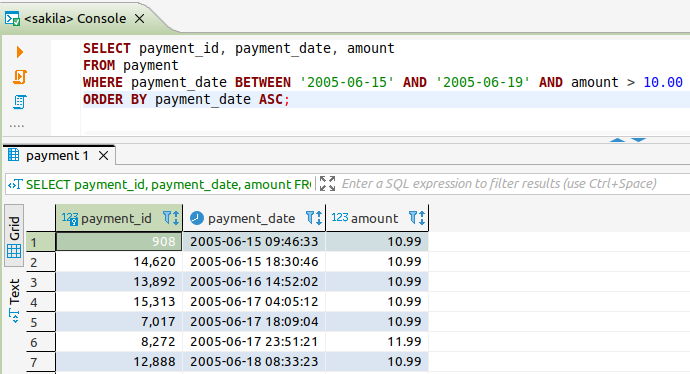 <sakila> Console
SELECT payment_id, payment_date, amount
FROM payment
WHERE payment_date BETWEEN '2005-06-15' AND '2005-06-19' AND amount > 10.00
ORDER BY payment_date ASC;
payment 1
SELECT payment_id, payment_date, amount FRO
Enter a SQL expression to filter results (use Ctrl+Space)
Grid
Text
123 payment_id payment_date 123 amount
1 908 2005-06-15 09:46:33 10.99
2 14,620 2005-06-15 18:30:46 10.99
3 13,892 2005-06-16 14:52:02 10.99
4 15,313 2005-06-17 04:05:12 10.99
5 7,017 2005-06-17 18:09:04 10.99
6 8,272 2005-06-17 23:51:21 11.99
7 12,888 2005-06-18 08:33:23 10.99